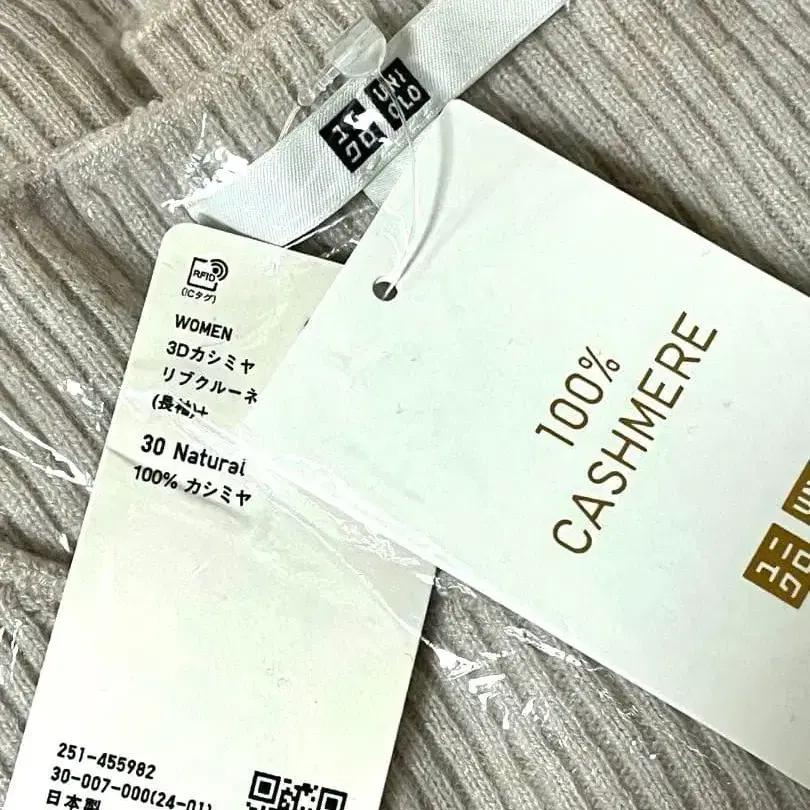 UNI
QLO
RFID
(ICタグ)
WOMEN
3Dカシミヤ
リブクルーネ
(長袖)+
30 Natural
100% カシミヤ
251-455982
30-007-000(24-01)
日本製
100%
CASHMERE